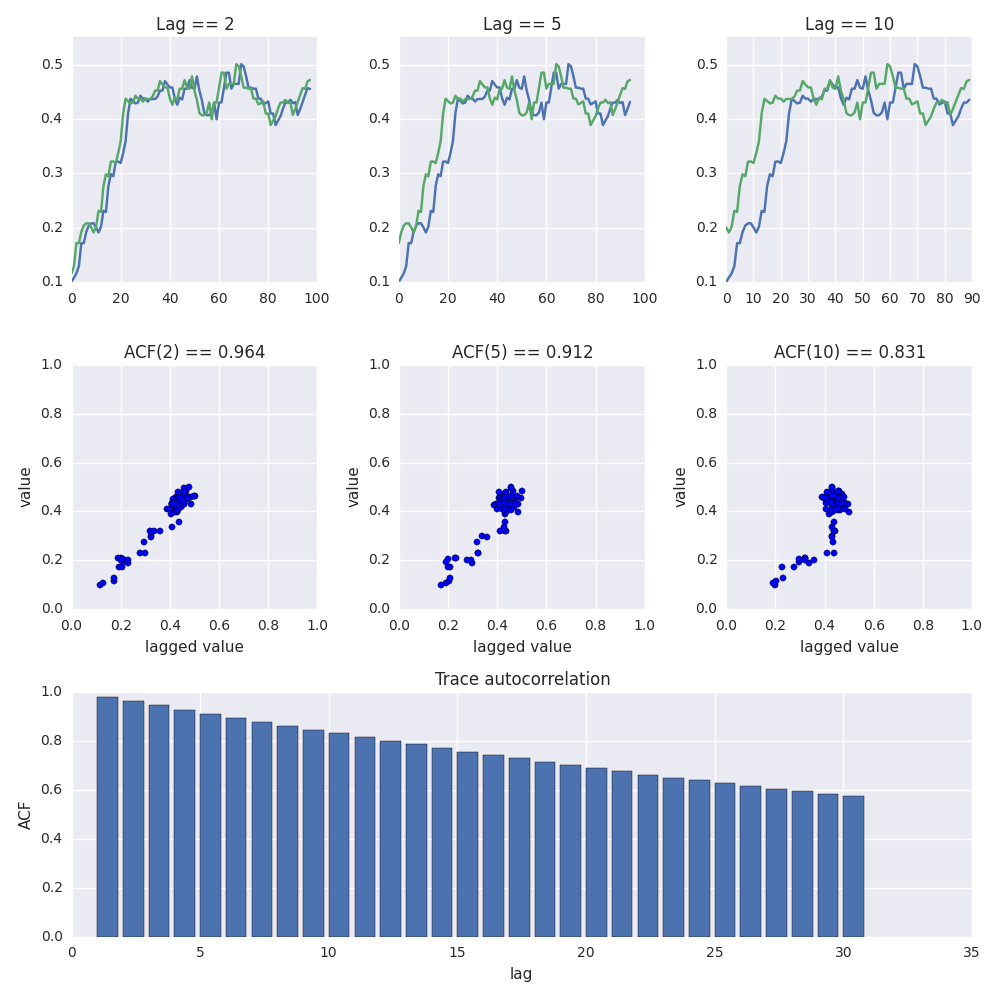 Lag == 2 Lag == 5 Lag == 10
0.5 0.5 0.5
0.4 0.4 0.4
0.3 0.3 0.3
0.2 0.2 0.2
0.1 0.1 0.1
0 20 40 60 80 100 0 20 40 60 80 100 0 10 20 30 40 50 60 70 80 90
ACF(2) == 0.964 ACF(5) == 0.912 ACF(10) == 0.831
1.0 1.0 1.0
0.8 0.8 0.8
0.6 0.6 0.6
value value value
0.4 0.4 0.4
0.2 0.2 0.2
0.0 0.0 0.0
0.0 0.2 0.4 0.6 0.8 1.0 0.0 0.2 0.4 0.6 0.8 1.0 0.0 0.2 0.4 0.6 0.8 1.0
lagged value lagged value lagged value
Trace autocorrelation
1.0
0.8
0.6
ACF
0.4
0.2
0.0
0 5 10 15 20 25 30 35
lag